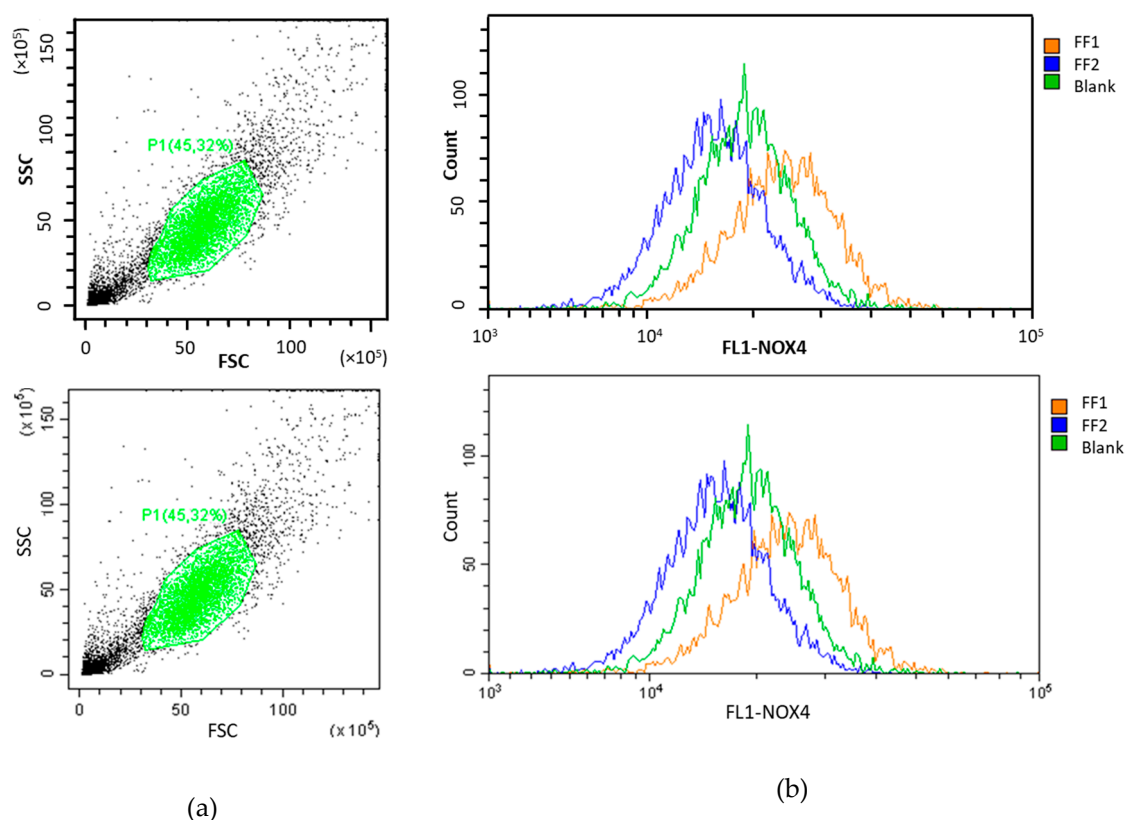 (×10⁵)
150
100
50
0
SSC
P1(45,32%)
0
50
100
(×10⁵)
FSC
100
50
0
Count
10³
10⁴
10⁵
FL1-NOX4
FF1
FF2
Blank
(x 10⁵)
150
100
50
0
SSC
P1(45,32%)
0
50
100
(x 10⁵)
FSC
100
50
0
Count
10³
10⁴
10⁵
FL1-NOX4
FF1
FF2
Blank
(a)
(b)